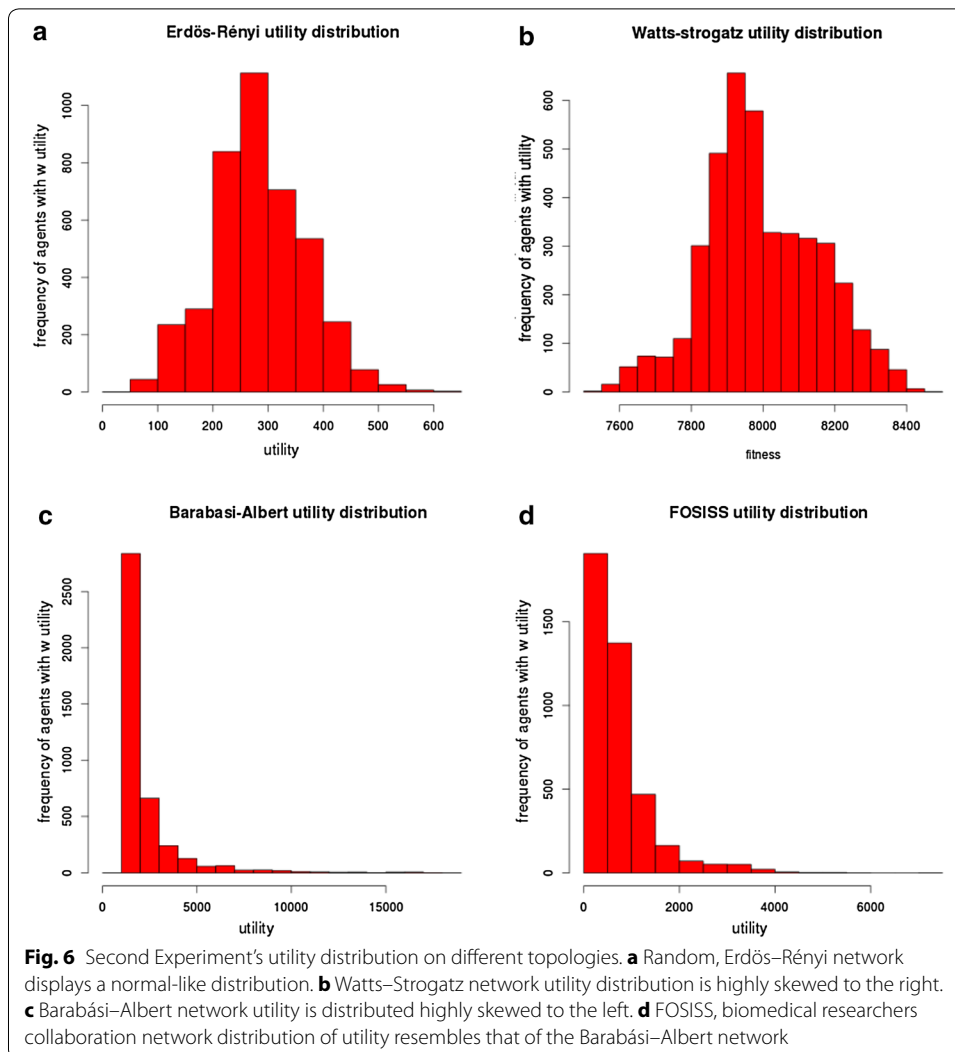 a
Erdös-Rényi utility distribution
frequency of agents with w utility
0 200 400 600 800 1000
0 100 200 300 400 500 600
utility
b
Watts-strogatz utility distribution
frequency of agents with utility
0 100 200 300 400 500 600
7600 7800 8000 8200 8400
fitness
c
Barabasi-Albert utility distribution
frequency of agents with w utility
0 500 1000 1500 2000 2500
0 5000 10000 15000
utility
d
FOSISS utility distribution
frequency of agents with w utility
0 500 1000 1500
0 2000 4000 6000
utility
Fig. 6 Second Experiment's utility distribution on different topologies. a Random, Erdös–Rényi network
displays a normal-like distribution. b Watts–Strogatz network utility distribution is highly skewed to the right.
c Barabási–Albert network utility is distributed highly skewed to the left. d FOSISS, biomedical researchers
collaboration network distribution of utility resembles that of the Barabási–Albert network